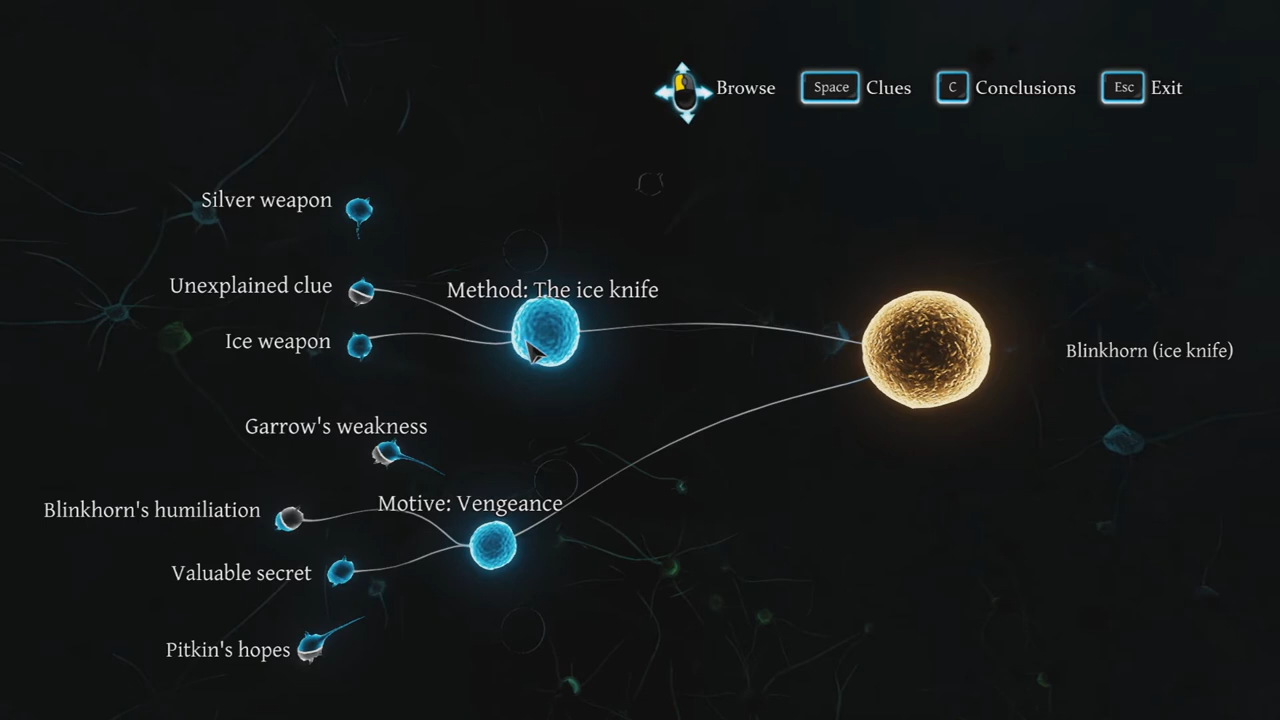 Browse
Space Clues
C Conclusions
Esc Exit
Silver weapon
Unexplained clue
Method: The ice knife
Ice weapon
Blinkhorn (ice knife)
Garrow's weakness
Blinkhorn's humiliation
Motive: Vengeance
Valuable secret
Pitkin's hopes